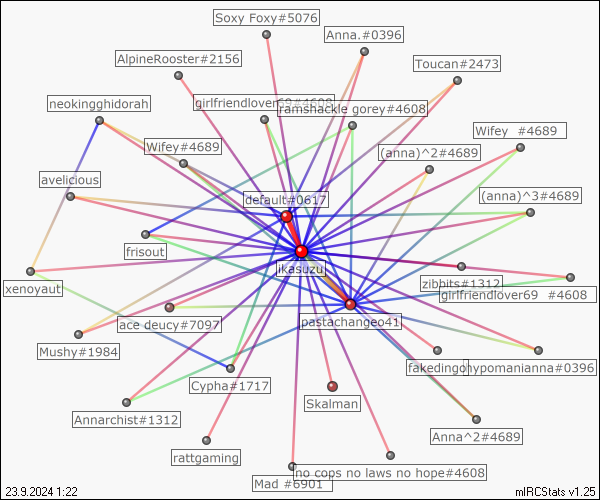 Soxy Foxy#5076
Anna.#0396
AlpineRooster#2156
Toucan#2473
neokingghidorah
girlfriendlover69#4608
ramshackle gorey#4608
Wifey #4689
Wifey#4689
(anna)^2#4689
avelicious
default#0617
(anna)^3#4689
frisout
jKasuzu
zibbits#1312
xenoyaut
girlfriendlover69 #4608
ace deucy#7097
pastachangeo41
Mushy#1984
hypomanianna#0396
Cypha#1717
Skalman
Annarchist#1312
Anna^2#4689
rattgaming
no cops no laws no hope#4608
Mad #6901
23.9.2024 1:22
mIRCStats v1.25